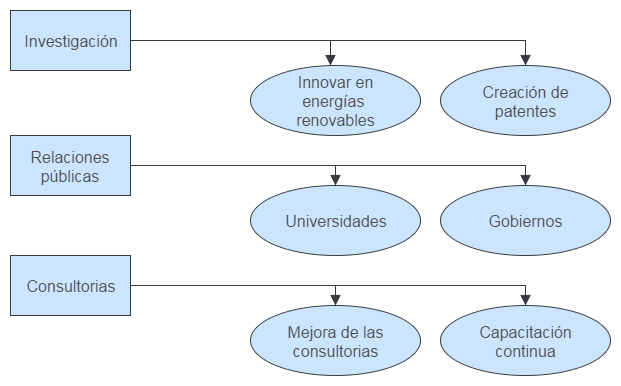 Investigación
Innovar en
energías
renovables
Creación de
patentes
Relaciones
públicas
Universidades
Gobiernos
Consultorias
Mejora de las
consultorias
Capacitación
continua